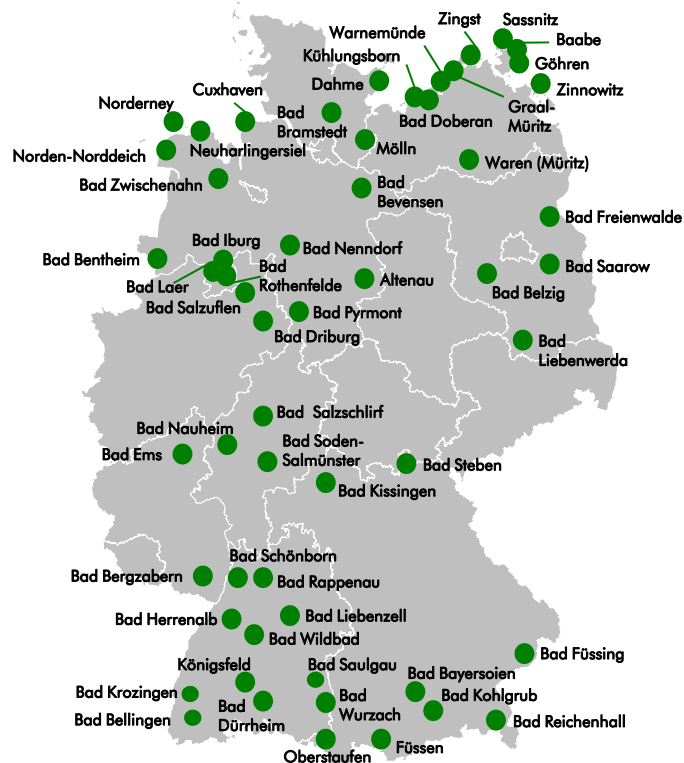 Zingst
Sassnitz
Warnemünde
Baabe
Kühlungsborn
Göhren
Dahme
Zinnowitz
Cuxhaven
Graal-
Müritz
Norderney
Bad
Bramstedt
Bad Doberan
Neuharlingersiel
Mölln
Norden-Norddeich
Waren (Müritz)
Bad Zwischenahn
Bad
Bevensen
Bad Freienwalde
Bad Iburg
Bad Nenndorf
Bad Bentheim
Bad Saarow
Bad
Rothenfelde
Altenau
Bad Laer
Bad Belzig
Bad Salzuflen
Bad Pyrmont
Bad Driburg
Bad
Liebenwerda
Bad Salzschlirf
Bad Nauheim
Bad Soden-
Salmünster
Bad Ems
Bad Steben
Bad Kissingen
Bad Schönborn
Bad Bergzabern
Bad Rappenau
Bad Herrenalb
Bad Liebenzell
Bad Wildbad
Bad Füssing
Königsfeld
Bad Saulgau
Bad Bayersoien
Bad Krozingen
Bad
Wurzach
Bad Kohlgrub
Bad
Dürrheim
Bad Bellingen
Bad Reichenhall
Oberstaufen
Füssen